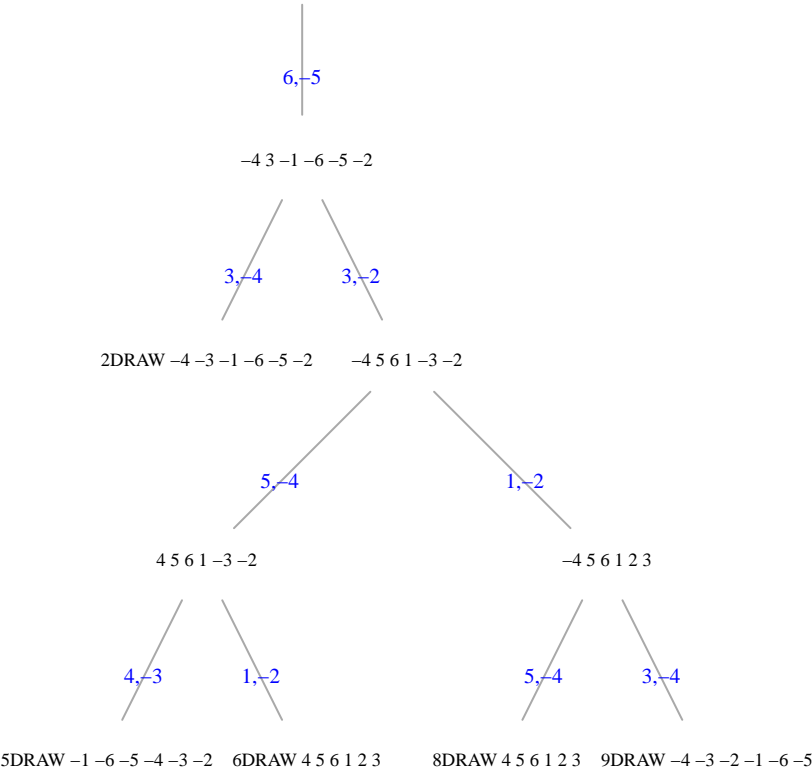 6,–5
–4 3 –1 –6 –5 –2
3,–4 3,–2
2DRAW –4 –3 –1 –6 –5 –2 –4 5 6 1 –3 –2
5,–4 1,–2
4 5 6 1 –3 –2 –4 5 6 1 2 3
4,–3 1,–2 5,–4 3,–4
5DRAW –1 –6 –5 –4 –3 –2 6DRAW 4 5 6 1 2 3 8DRAW 4 5 6 1 2 3 9DRAW –4 –3 –2 –1 –6 –5